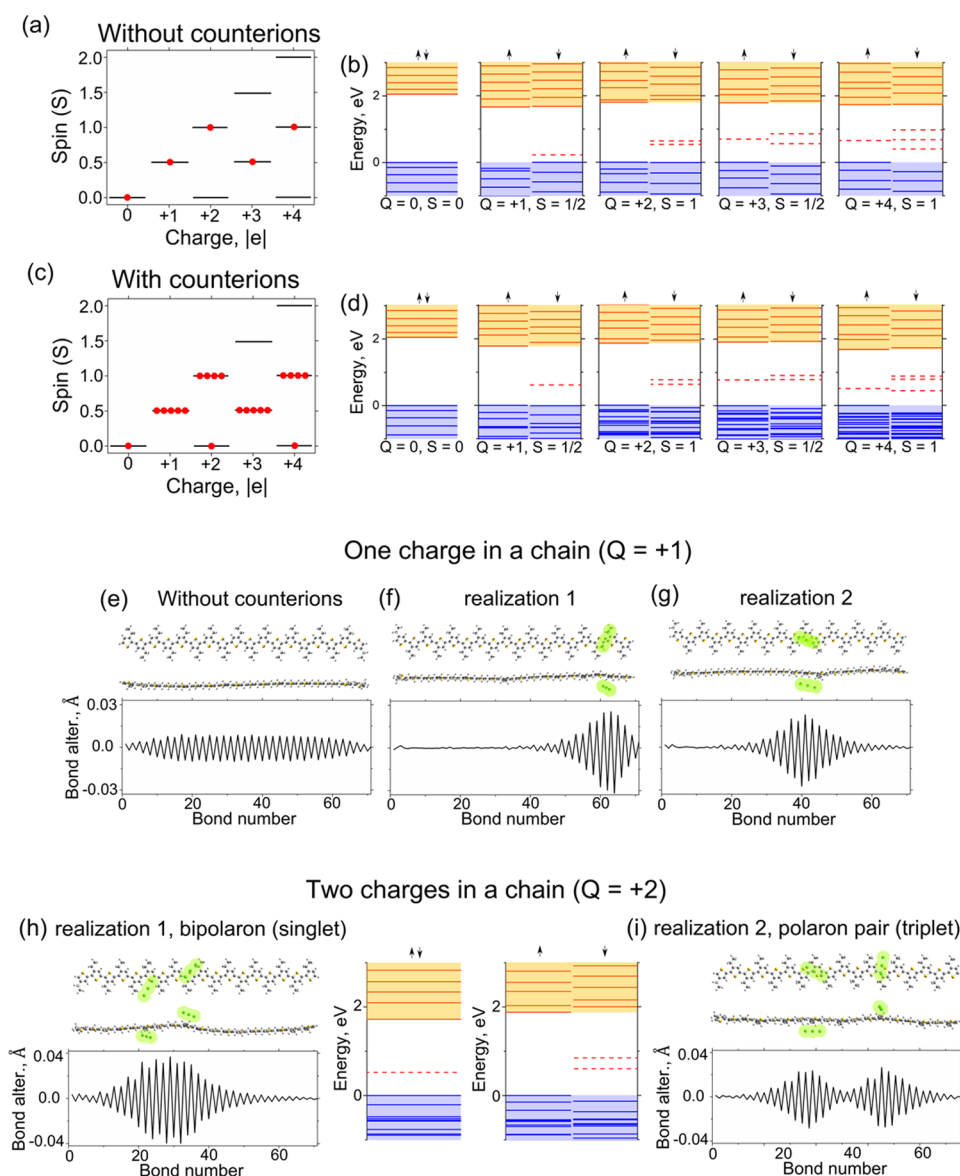 (a) Without counterions
Spin (S)
2.0
1.5
1.0
0.5
0.0
0 +1 +2 +3 +4
Charge, |e|
(b)
Energy, eV
2
0
Q = 0, S = 0
Q = +1, S = 1/2
Q = +2, S = 1
Q = +3, S = 1/2
Q = +4, S = 1
(c) With counterions
Spin (S)
2.0
1.5
1.0
0.5
0.0
0 +1 +2 +3 +4
Charge, |e|
(d)
Energy, eV
2
0
Q = 0, S = 0
Q = +1, S = 1/2
Q = +2, S = 1
Q = +3, S = 1/2
Q = +4, S = 1
One charge in a chain (Q = +1)
(e) Without counterions
Bond alter., Å
0.03
0.0
-0.03
0 20 40 60
Bond number
(f) realization 1
0 20 40 60
Bond number
(g) realization 2
0 20 40 60
Bond number
Two charges in a chain (Q = +2)
(h) realization 1, bipolaron (singlet)
Bond alter., Å
0.04
0.0
-0.04
0 10 20 30 40 50 60
Bond number
Energy, eV
2
0
Energy, eV
2
0
(i) realization 2, polaron pair (triplet)
Bond alter., Å
0.04
0.0
-0.04
0 20 40 60
Bond number